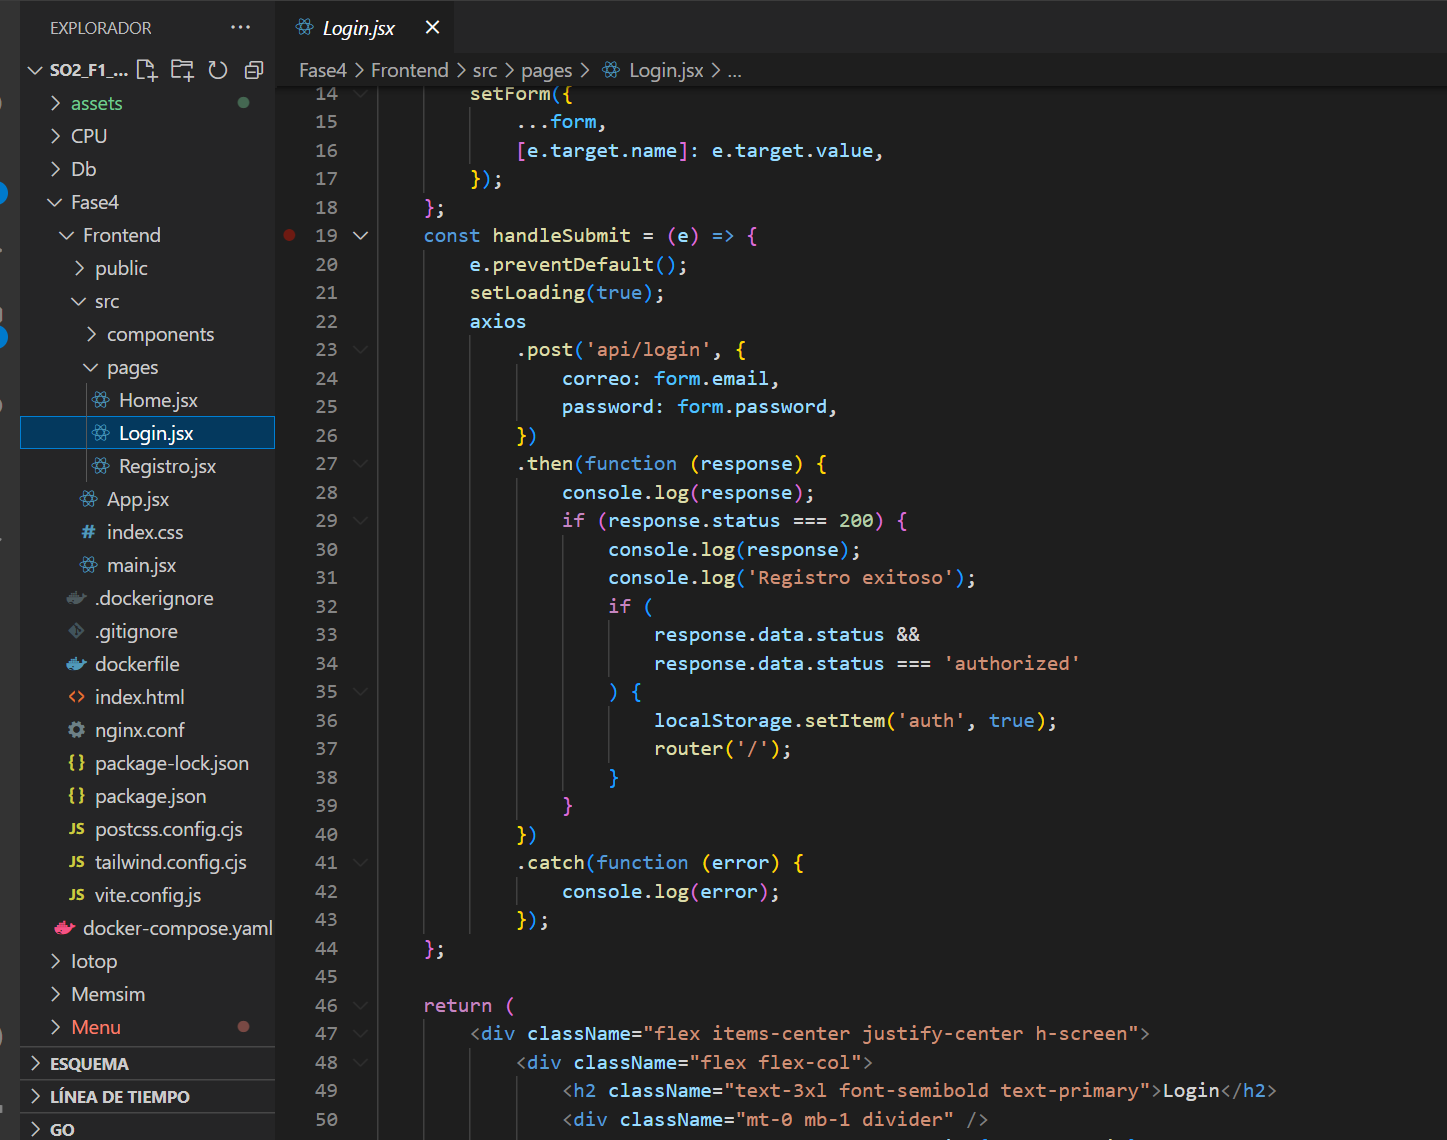 EXPLORADOR
SO2_F1_...
assets
CPU
Db
Fase4
Frontend
public
src
components
pages
Home.jsx
Login.jsx
Registro.jsx
App.jsx
# index.css
main.jsx
.dockerignore
.gitignore
dockerfile
<> index.html
nginx.conf
{} package-lock.json
{} package.json
JS postcss.config.cjs
JS tailwind.config.cjs
JS vite.config.js
docker-compose.yaml
Iotop
Memsim
Menu
ESQUEMA
LÍNEA DE TIEMPO
GO
Login.jsx
Fase4 > Frontend > src > pages > Login.jsx > ...
14 setForm({
15 ...form,
16 [e.target.name]: e.target.value,
17 });
18 };
19 const handleSubmit = (e) => {
20 e.preventDefault();
21 setLoading(true);
22 axios
23 .post('api/login', {
24 correo: form.email,
25 password: form.password,
26 })
27 .then(function (response) {
28 console.log(response);
29 if (response.status === 200) {
30 console.log(response);
31 console.log('Registro exitoso');
32 if (
33 response.data.status &&
34 response.data.status === 'authorized'
35 ) {
36 localStorage.setItem('auth', true);
37 router('/');
38 }
39 }
40 })
41 .catch(function (error) {
42 console.log(error);
43 });
44 };
45
46 return (
47 <div className="flex items-center justify-center h-screen">
48 <div className="flex flex-col">
49 <h2 className="text-3xl font-semibold text-primary">Login</h2>
50 <div className="mt-0 mb-1 divider" />